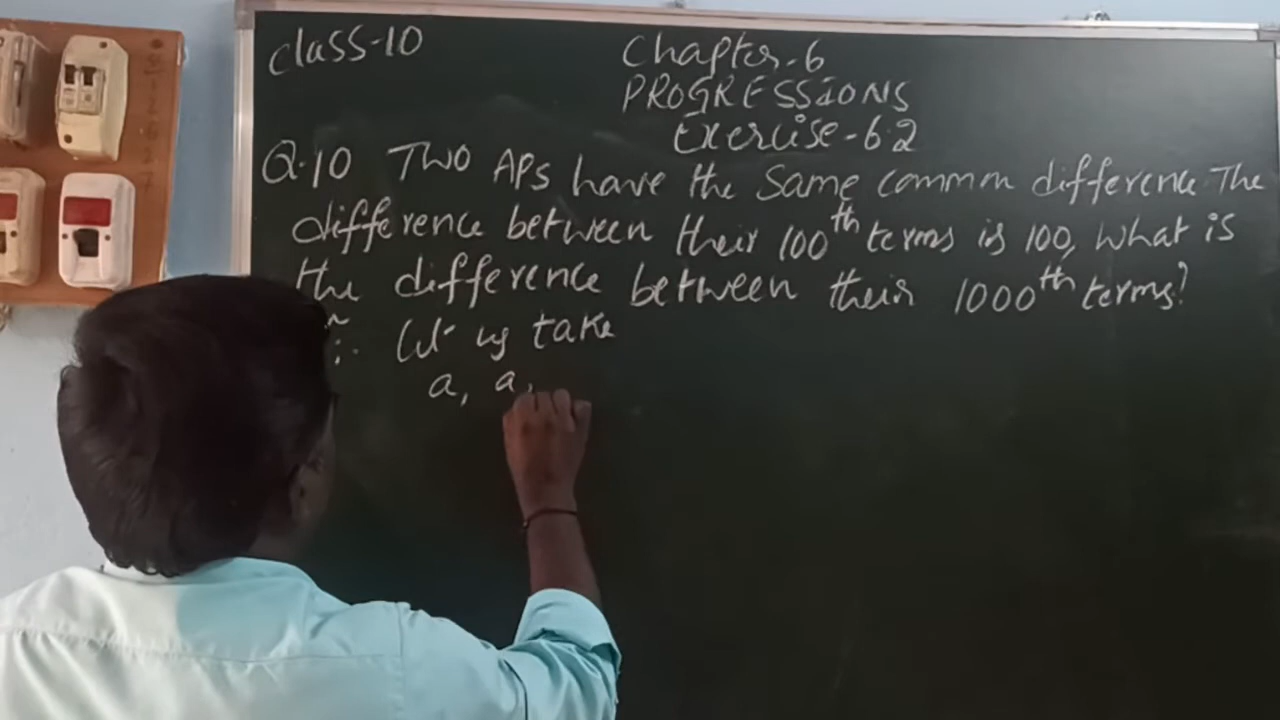 Class-10
Chapter-6
PROGRESSIONS
Exercise-6.2
Q.10 Two APs have the Same common difference. The
difference between their 100th terms is 100, what is
the difference between their 1000th terms?
Let us take
a, a,